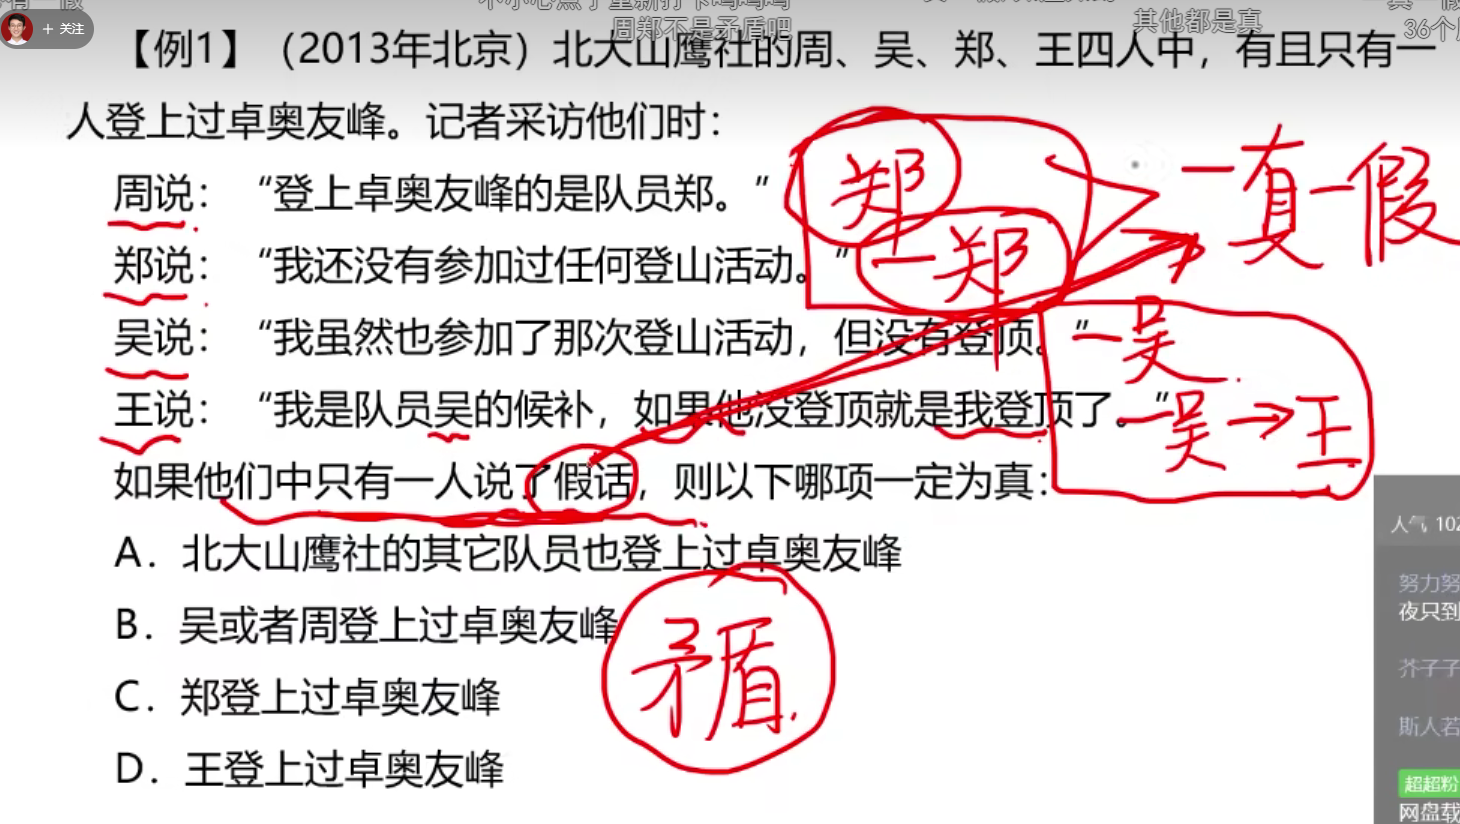 不小心点了重新打卡呜呜呜
+ 关注
周郑不是矛盾吧
其他都是真
【例1】（2013年北京）北大山鹰社的周、吴、郑、王四人中，有且只有一
人登上过卓奥友峰。记者采访他们时：
周说：“登上卓奥友峰的是队员郑。”
郑
一真一假
郑说：“我还没有参加过任何登山活动。”
一郑
吴说：“我虽然也参加了那次登山活动，但没有登顶。”
一吴
王说：“我是队员吴的候补，如果他没登顶就是我登顶了。”
一吴→王
如果他们中只有一人说了假话，则以下哪项一定为真：
A．北大山鹰社的其它队员也登上过卓奥友峰
B．吴或者周登上过卓奥友峰
矛盾
C．郑登上过卓奥友峰
D．王登上过卓奥友峰
人气 102
努力努
夜只到
芥子子
斯人若
超超粉
网盘载